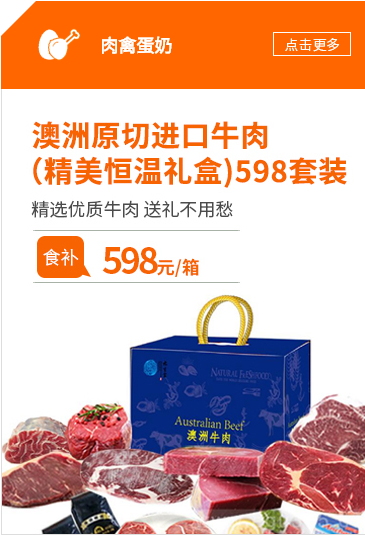 肉禽蛋奶
点击更多
澳洲原切进口牛肉
(精美恒温礼盒)598套装
精选优质牛肉 送礼不用愁
食补
598元/箱
Australian Beef
澳洲牛肉